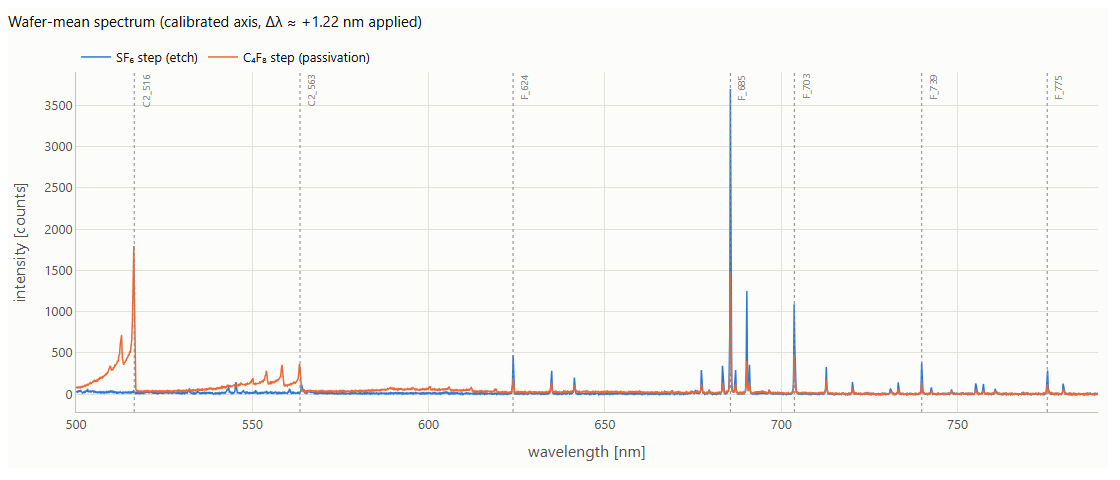 Wafer-mean spectrum (calibrated axis, Δλ ≈ +1.22 nm applied)
SF₆ step (etch) C₄F₈ step (passivation)
C2_516
C2_563
F_624
F_685
F_703
F_739
F_775
intensity [counts]
3500
3000
2500
2000
1500
1000
500
0
500 550 600 650 700 750
wavelength [nm]